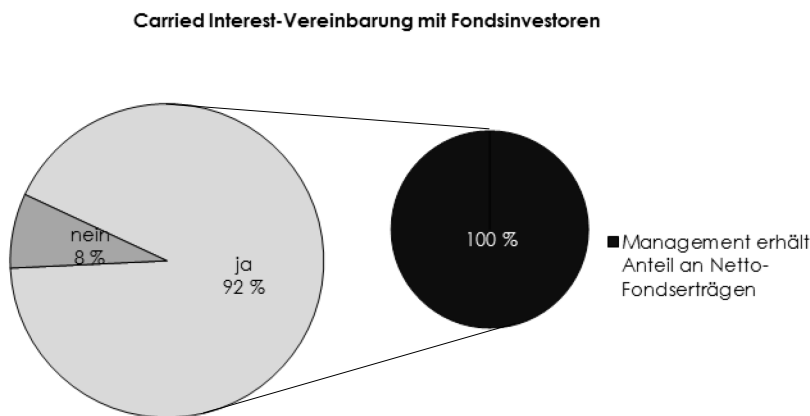 Carried Interest-Vereinbarung mit Fondsinvestoren
nein
8 %
ja
92 %
100 %
Management erhält
Anteil an Netto-
Fondserträgen